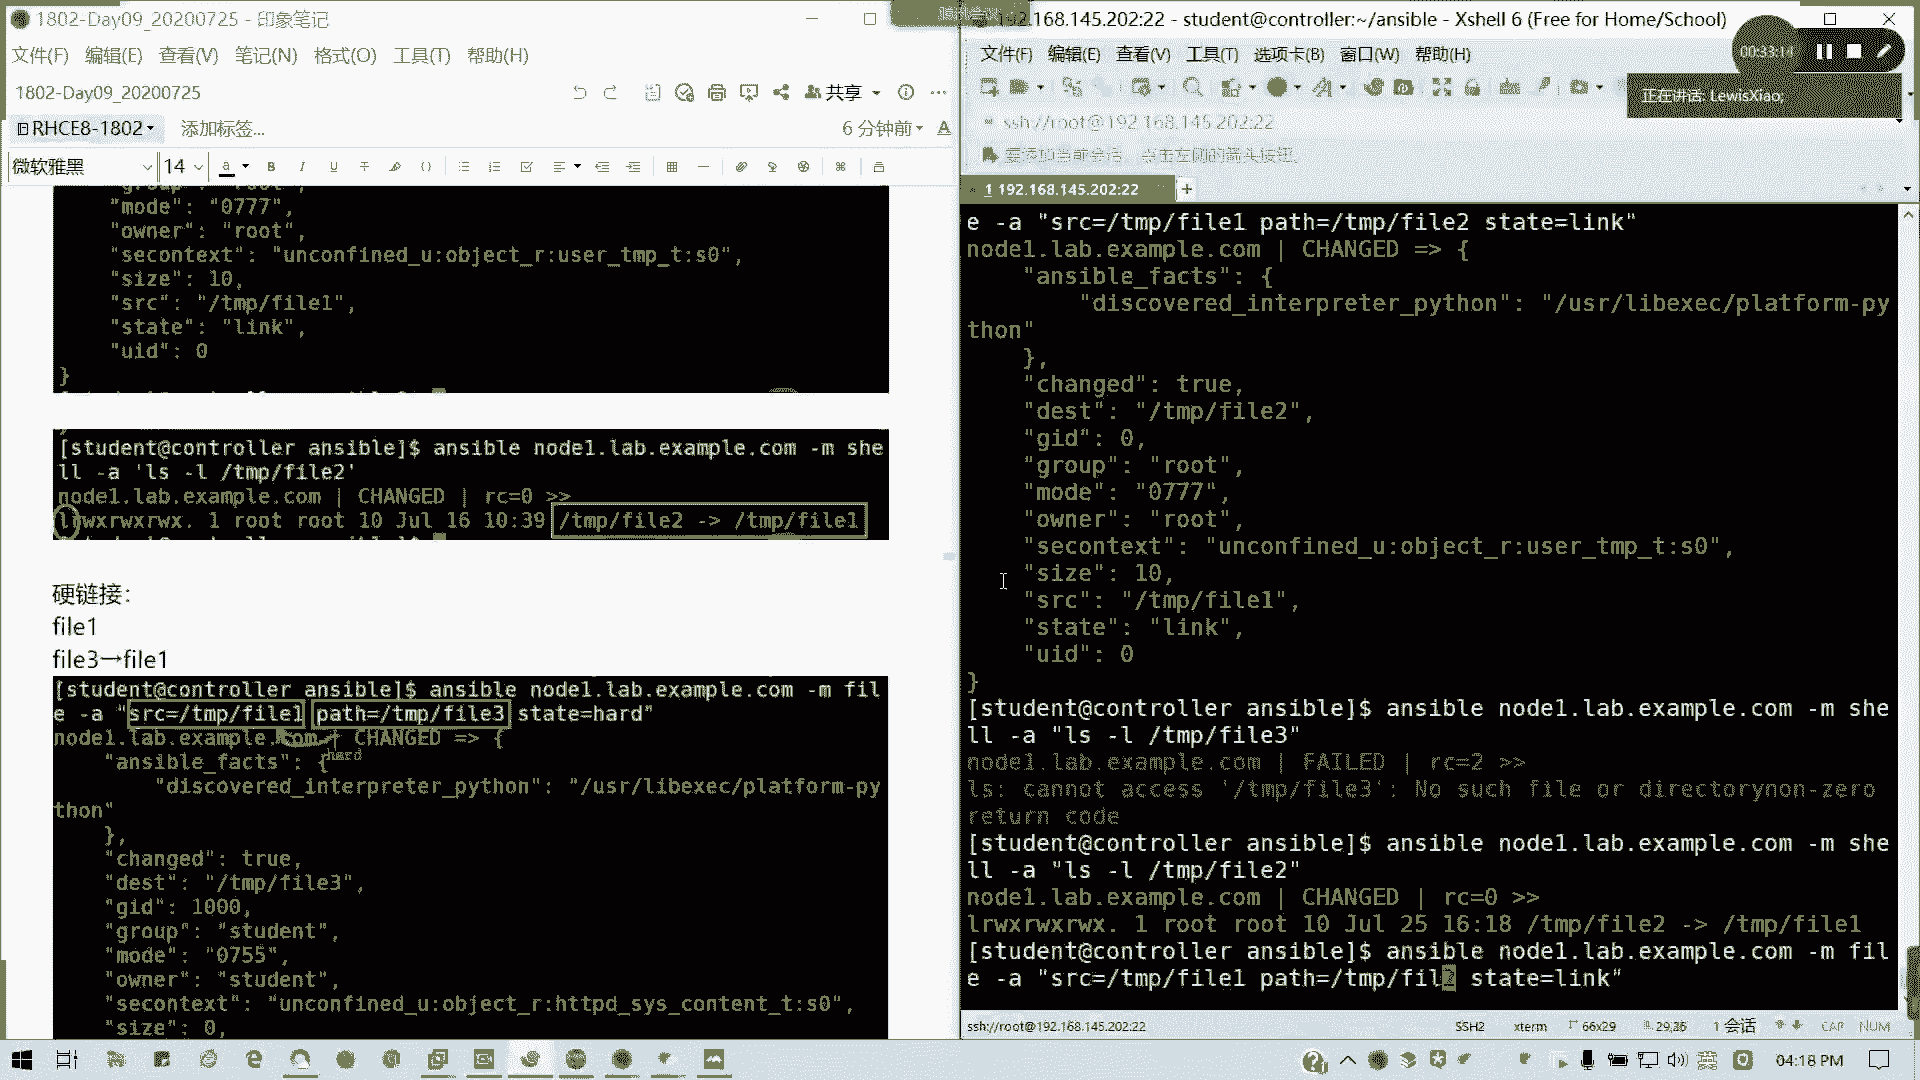 1802-Day09_20200725 - 印象笔记
文件(F) 编辑(E) 查看(V) 笔记(N) 格式(O) 工具(T) 帮助(H)
1802-Day09_20200725
共享
RHCE8-1802 添加标签...
6 分钟前
微软雅黑 14
"mode": "0777",
"owner": "root",
"secontext": "unconfined_u:object_r:user_tmp_t:s0",
"size": 10,
"src": "/tmp/file1",
"state": "link",
"uid": 0
}
[student@controller ansible]$ ansible node1.lab.example.com -m she
ll -a 'ls -l /tmp/file2'
node1.lab.example.com | CHANGED | rc=0 >>
lrwxrwxrwx. 1 root root 10 Jul 16 10:39 /tmp/file2 -> /tmp/file1
硬链接：
file1
file3→file1
[student@controller ansible]$ ansible node1.lab.example.com -m fil
e -a "src=/tmp/file1 path=/tmp/file3 state=hard"
node1.lab.example.com | CHANGED => {
hard
"ansible_facts": {
"discovered_interpreter_python": "/usr/libexec/platform-py
thon"
},
"changed": true,
"dest": "/tmp/file3",
"gid": 1000,
"group": "student",
"mode": "0755",
"owner": "student",
"secontext": "unconfined_u:object_r:httpd_sys_content_t:s0",
"size": 0,
192.168.145.202:22 - student@controller:~/ansible - Xshell 6 (Free for Home/School)
文件(F) 编辑(E) 查看(V) 工具(T) 选项卡(B) 窗口(W) 帮助(H)
00:33:14
正在讲话: LewisXiao;
ssh://root@192.168.145.202:22
要添加当前会话，点击左侧的箭头按钮。
1 192.168.145.202:22
e -a "src=/tmp/file1 path=/tmp/file2 state=link"
node1.lab.example.com | CHANGED => {
"ansible_facts": {
"discovered_interpreter_python": "/usr/libexec/platform-py
thon"
},
"changed": true,
"dest": "/tmp/file2",
"gid": 0,
"group": "root",
"mode": "0777",
"owner": "root",
"secontext": "unconfined_u:object_r:user_tmp_t:s0",
"size": 10,
"src": "/tmp/file1",
"state": "link",
"uid": 0
}
[student@controller ansible]$ ansible node1.lab.example.com -m she
ll -a "ls -l /tmp/file3"
node1.lab.example.com | FAILED | rc=2 >>
ls: cannot access '/tmp/file3': No such file or directorynon-zero
return code
[student@controller ansible]$ ansible node1.lab.example.com -m she
ll -a "ls -l /tmp/file2"
node1.lab.example.com | CHANGED | rc=0 >>
lrwxrwxrwx. 1 root root 10 Jul 25 16:18 /tmp/file2 -> /tmp/file1
[student@controller ansible]$ ansible node1.lab.example.com -m fil
e -a "src=/tmp/file1 path=/tmp/fil2 state=link"
ssh://root@192.168.145.202:22 SSH2 xterm 66x29 29,35 1 会话 CAP NUM
04:18 PM